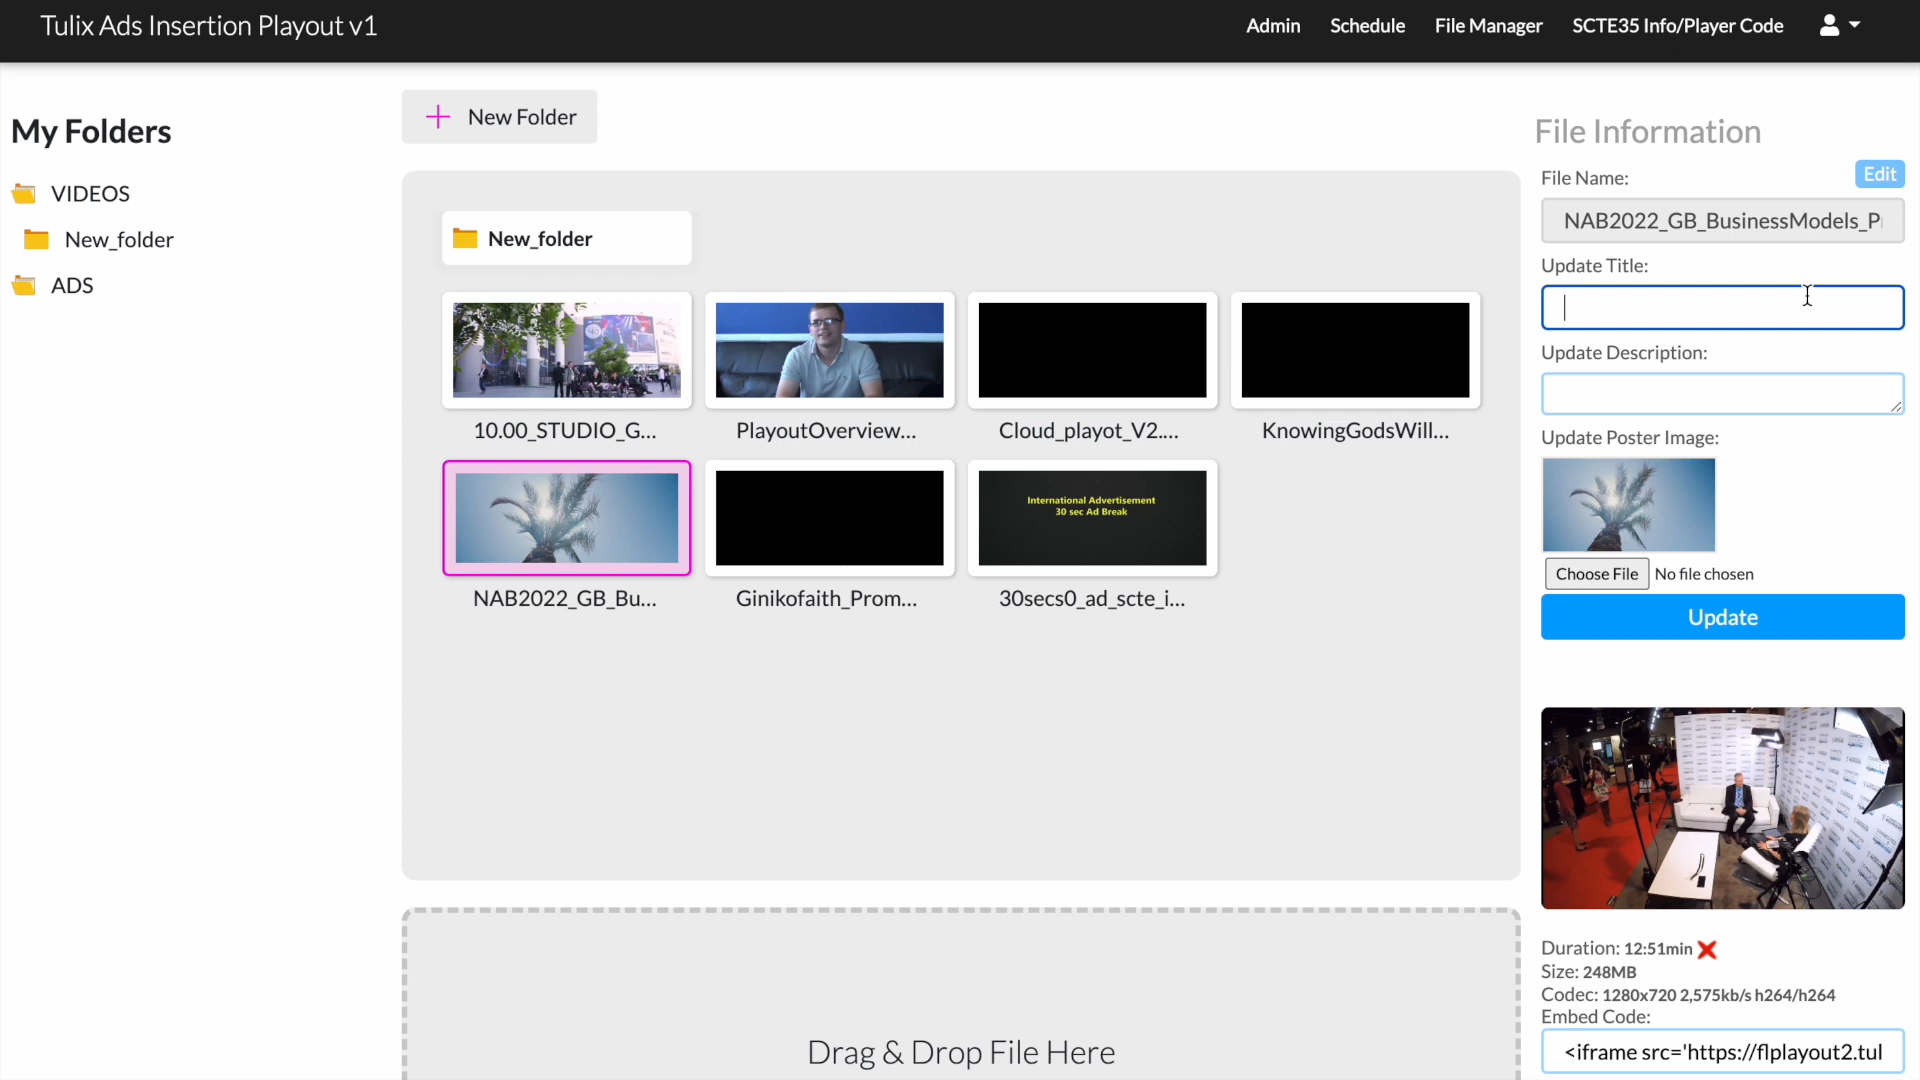 Tulix Ads Insertion Playout v1
Admin
Schedule
File Manager
SCTE35 Info/Player Code
My Folders
VIDEOS
New_folder
ADS
New Folder
New_folder
10.00_STUDIO_G...
PlayoutOverview...
Cloud_playot_V2....
KnowingGodsWill...
International Advertisement
30 sec Ad Break
NAB2022_GB_Bu...
Ginikofaith_Prom...
30secs0_ad_scte_i...
Drag & Drop File Here
File Information
File Name:
Edit
NAB2022_GB_BusinessModels_P
Update Title:
Update Description:
Update Poster Image:
Choose File No file chosen
Update
Duration: 12:51min
Size: 248MB
Codec: 1280x720 2,575kb/s h264/h264
Embed Code:
<iframe src='https://flplayout2.tul